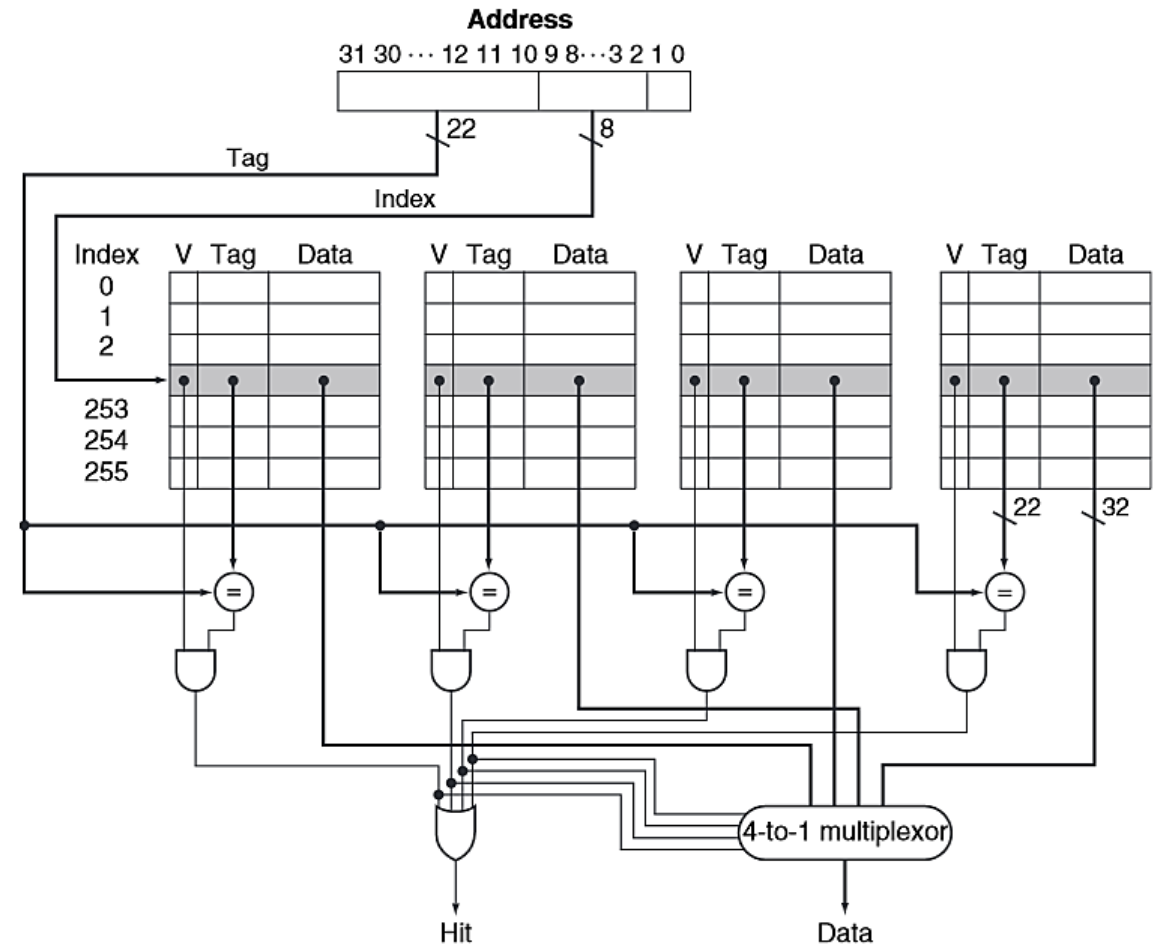 Address
31 30 ··· 12 11 10 9 8···3 2 1 0
22
8
Tag
Index
Index V Tag Data V Tag Data V Tag Data V Tag Data
0
1
2
253
254
255
22 32
= = = =
4-to-1 multiplexor
Hit Data